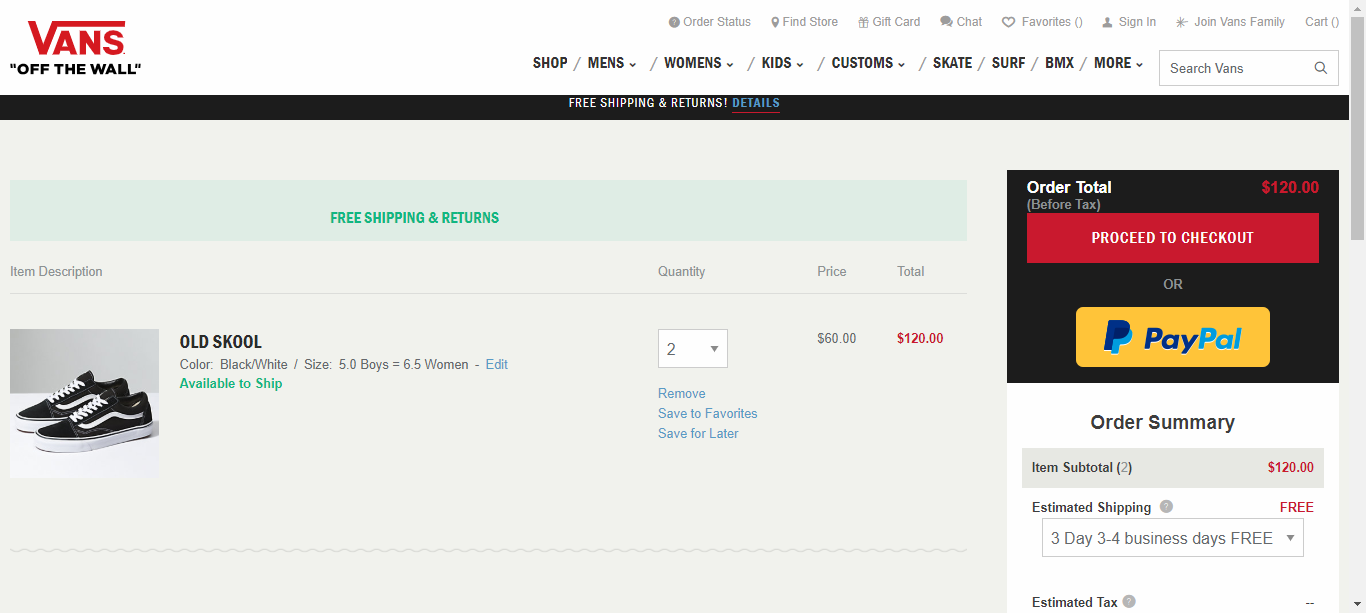 VANS
"OFF THE WALL"
Order Status Find Store Gift Card Chat Favorites () Sign In Join Vans Family Cart ()
SHOP / MENS / WOMENS / KIDS / CUSTOMS / SKATE / SURF / BMX / MORE
Search Vans
FREE SHIPPING & RETURNS! DETAILS
FREE SHIPPING & RETURNS
Item Description Quantity Price Total
OLD SKOOL
Color: Black/White / Size: 5.0 Boys = 6.5 Women - Edit
Available to Ship
2
$60.00
$120.00
Remove
Save to Favorites
Save for Later
Order Total $120.00
(Before Tax)
PROCEED TO CHECKOUT
OR
PayPal
Order Summary
Item Subtotal (2) $120.00
Estimated Shipping ? FREE
3 Day 3-4 business days FREE
Estimated Tax ? --